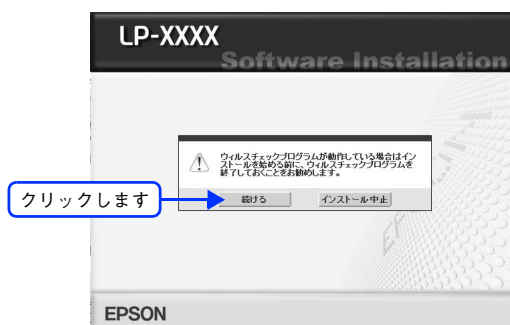 LP-XXXX
Software Installation
ウィルスチェックプログラムが動作している場合はイン
ストールを始める前に、ウィルスチェックプログラムを
終了しておくことをお勧めします。
クリックします
続ける
インストール中止
EPSON